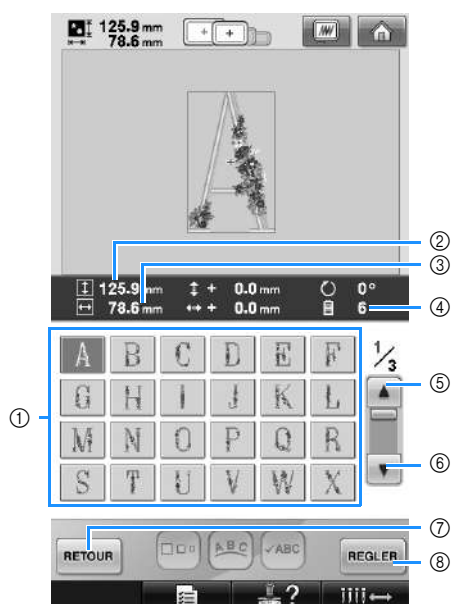 125.9 mm
78.6 mm
②
③
125.9 mm + 0.0 mm 0°
78.6 mm + 0.0 mm 6 ④
A B C D E F 1/3
⑤
G H I J K L
①
M N O P Q R
⑥
S T U V W X
⑦
RETOUR ABC ✓ABC REGLER
⑧
?